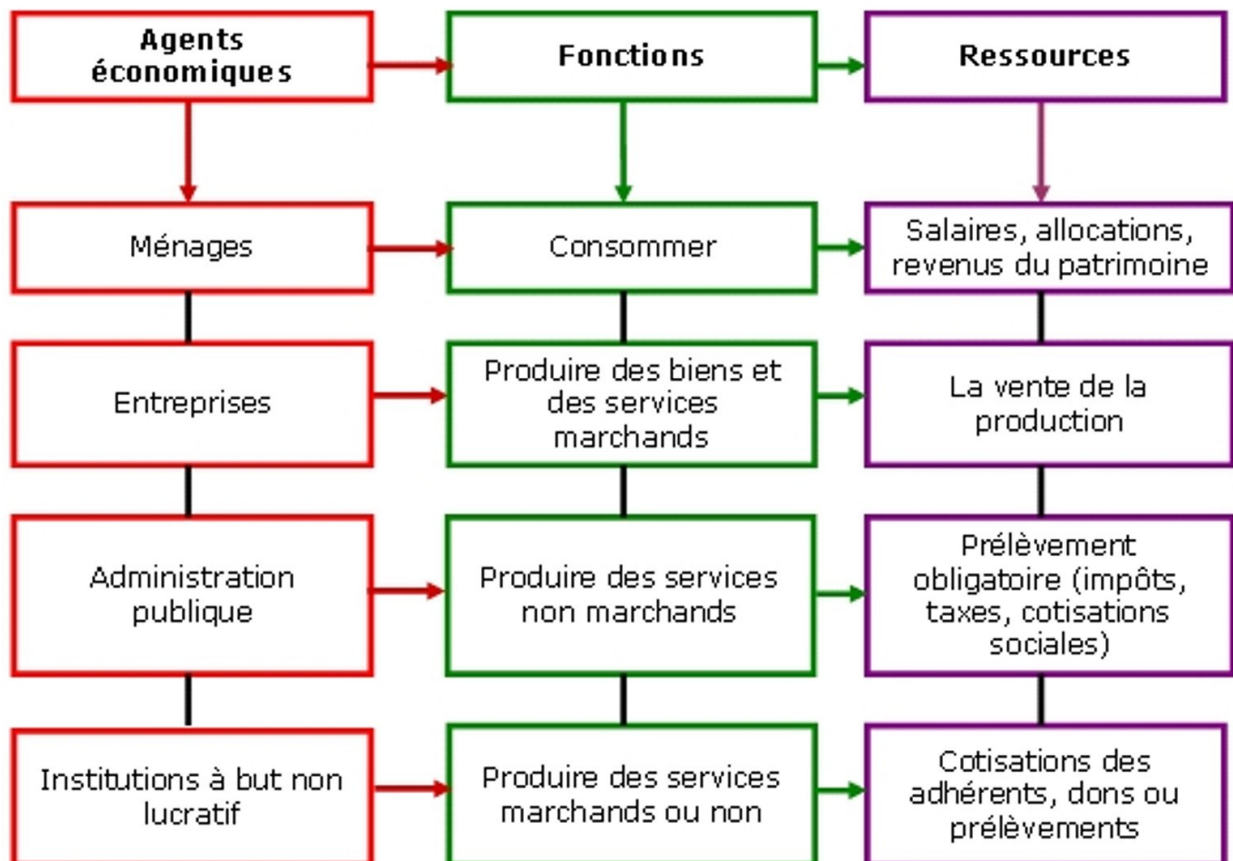 Agents
économiques
Fonctions
Ressources
Ménages
Consommer
Salaires, allocations,
revenus du patrimoine
Entreprises
Produire des biens et
des services
marchands
La vente de la
production
Administration
publique
Produire des services
non marchands
Prélèvement
obligatoire (impôts,
taxes, cotisations
sociales)
Institutions à but non
lucratif
Produire des services
marchands ou non
Cotisations des
adhérents, dons ou
prélèvements